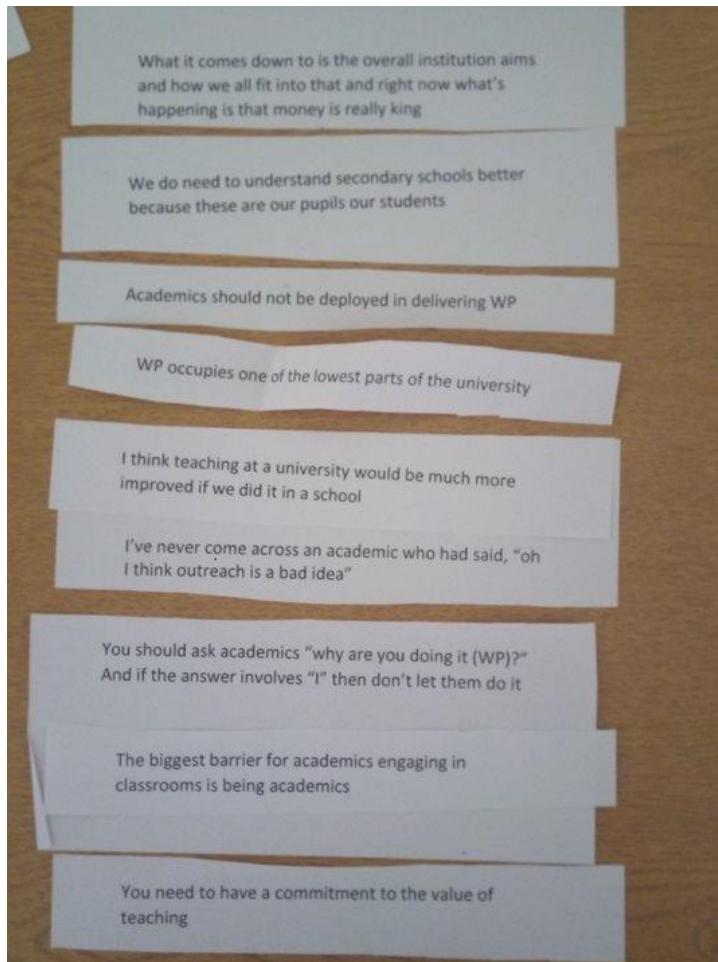 What it comes down to is the overall institution aims
and how we all fit into that and right now what's
happening is that money is really king
We do need to understand secondary schools better
because these are our pupils our students
Academics should not be deployed in delivering WP
WP occupies one of the lowest parts of the university
I think teaching at a university would be much more
improved if we did it in a school
I've never come across an academic who had said, "oh
I think outreach is a bad idea"
You should ask academics "why are you doing it (WP)?"
And if the answer involves "I" then don't let them do it
The biggest barrier for academics engaging in
classrooms is being academics
You need to have a commitment to the value of
teaching